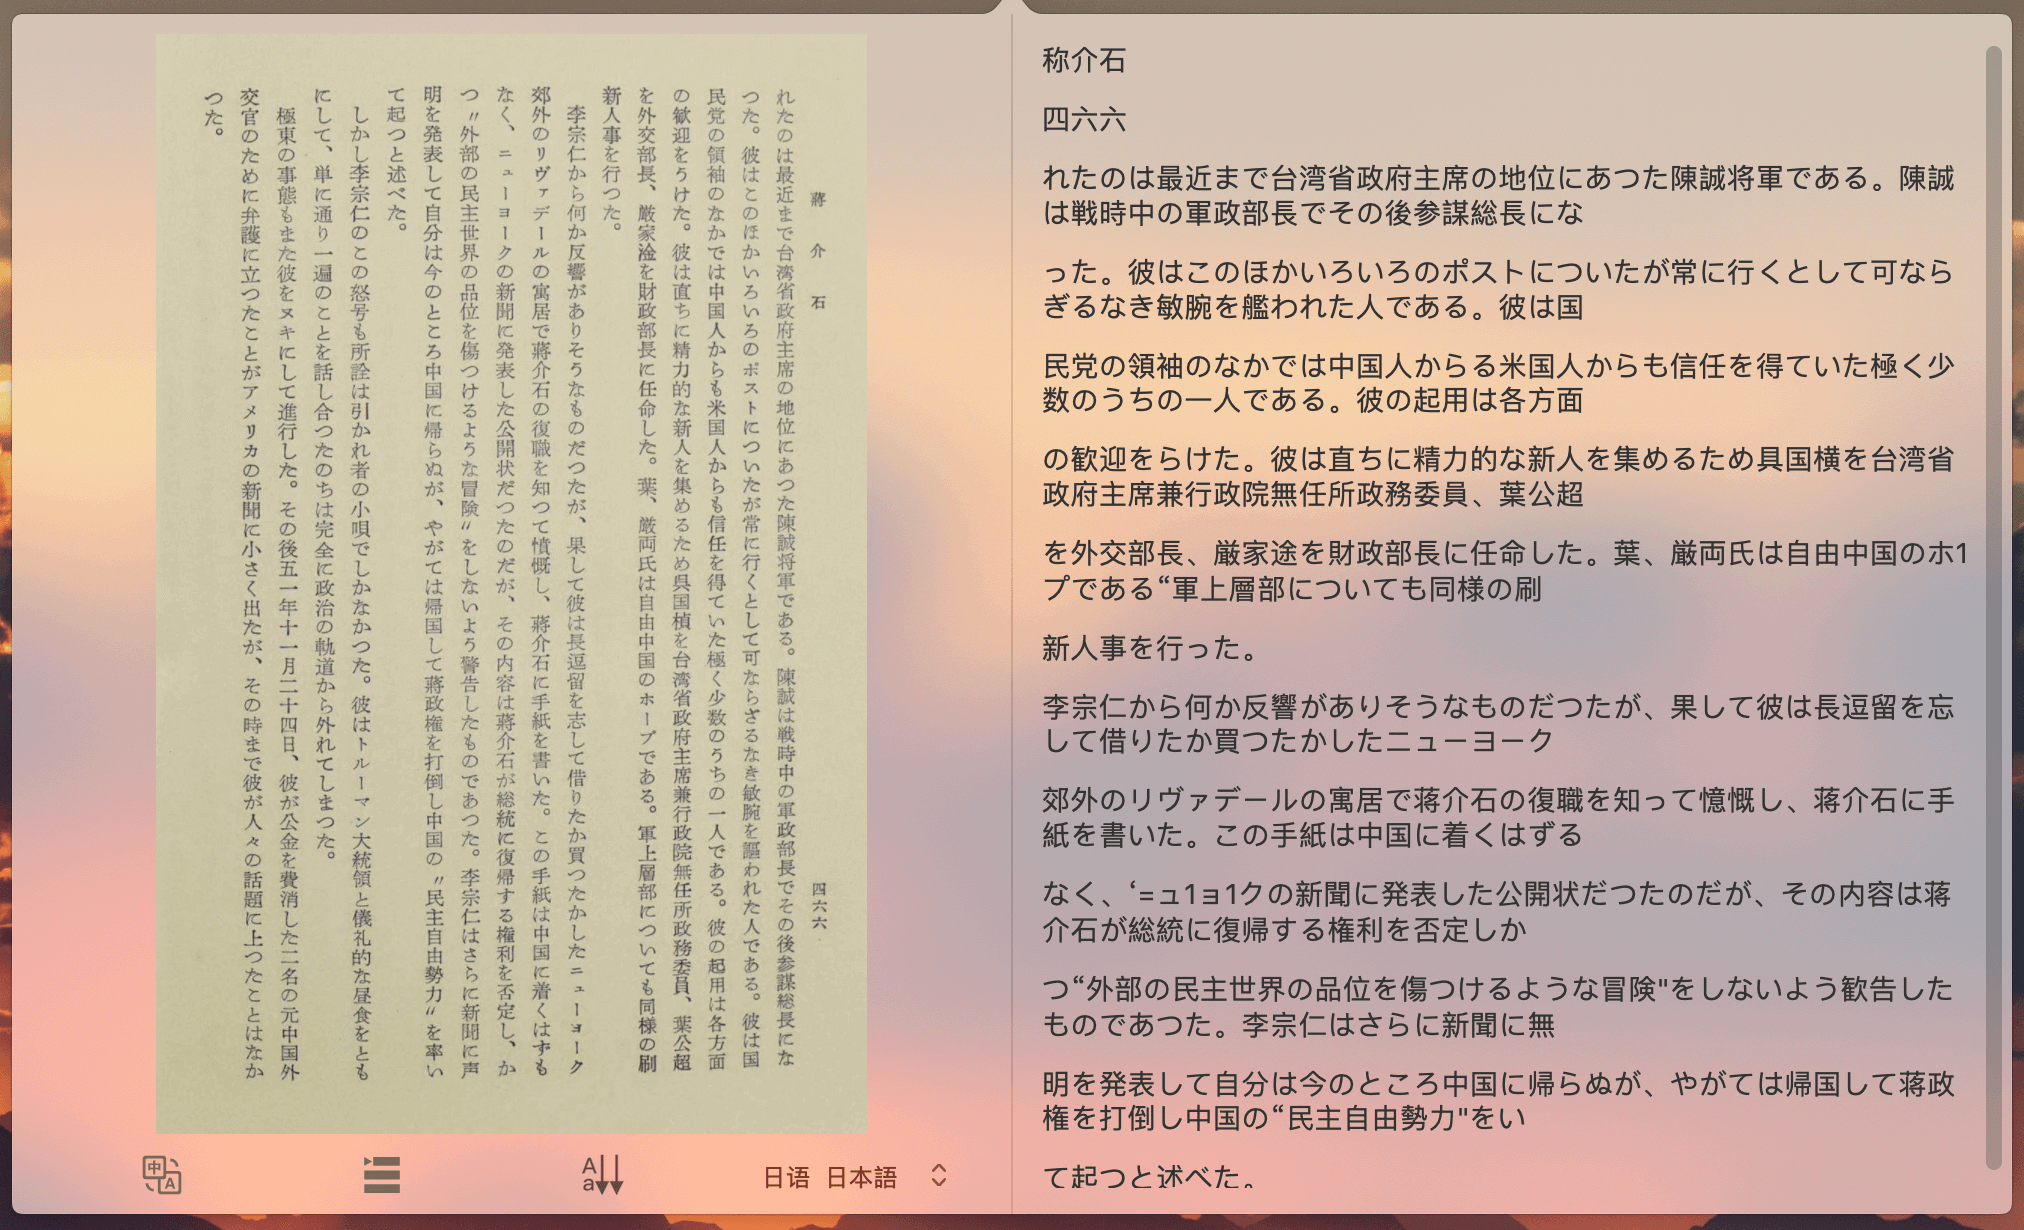 蔣介石
四六六
れたのは最近まで台湾省政府主席の地位にあつた陳誠将軍である。陳誠は戦時中の軍政部長でその後参謀総長にな
つた。彼はこのほかいろいろのポストについたが常に行くとして可ならざるなき敏腕を謳われた人である。彼は国
民党の領袖のなかでは中国人からも米国人からも信任を得ていた極く少数のうちの一人である。彼の起用は各方面
の歓迎をうけた。彼は直ちに精力的な新人を集めるため呉国楨を台湾省政府主席兼行政院無任所政務委員、葉公超
を外交部長、厳家淦を財政部長に任命した。葉、厳両氏は自由中国のホープである。軍上層部についても同様の刷
新人事を行つた。
李宗仁から何か反響がありそうなものだつたが、果して彼は長逗留を志して借りたか買つたかしたニューヨーク
郊外のリヴァデールの寓居で蔣介石の復職を知つて憤慨し、蔣介石に手紙を書いた。この手紙は中国に着くはずも
なく、ニューヨークの新聞に発表した公開状だつたのだが、その内容は蔣介石が総統に復帰する権利を否定し、か
つ〃外部の民主世界の品位を傷つけるような冒険〃をしないよう警告したものであつた。李宗仁はさらに新聞に声
明を発表して自分は今のところ中国に帰らぬが、やがては帰国して蔣政権を打倒し中国の〃民主自由勢力〃を率い
て起つと述べた。
しかし李宗仁のこの怒号も所詮は引かれ者の小唄でしかなかつた。彼はトルーマン大統領と儀礼的な昼食をとも
にして、単に通り一遍のことを話し合つたのちは完全に政治の軌道から外れてしまつた。
極東の事態もまた彼をヌキにして進行した。その後五一年十一月二十四日、彼が公金を費消した二名の元中国外
交官のために弁護に立つたことがアメリカの新聞に小さく出たが、その時まで彼が人々の話題に上つたことはなか
つた。
日语 日本語
称介石
四六六
れたのは最近まで台湾省政府主席の地位にあつた陳誠将軍である。陳誠
は戦時中の軍政部長でその後参謀総長にな
った。彼はこのほかいろいろのポストについたが常に行くとして可なら
ぎるなき敏腕を艦われた人である。彼は国
民党の領袖のなかでは中国人からる米国人からも信任を得ていた極く少
数のうちの一人である。彼の起用は各方面
の歓迎をらけた。彼は直ちに精力的な新人を集めるため具国横を台湾省
政府主席兼行政院無任所政務委員、葉公超
を外交部長、厳家途を財政部長に任命した。葉、厳両氏は自由中国のホ1
プである“軍上層部についても同様の刷
新人事を行った。
李宗仁から何か反響がありそうなものだつたが、果して彼は長逗留を忘
して借りたか買つたかしたニューヨーク
郊外のリヴァデールの寓居で蒋介石の復職を知って憶慨し、蒋介石に手
紙を書いた。この手紙は中国に着くはずる
なく、‘=ュ1ョ1クの新聞に発表した公開状だつたのだが、その内容は蒋
介石が総統に復帰する権利を否定しか
つ“外部の民主世界の品位を傷つけるような冒険"をしないよう歓告した
ものであつた。李宗仁はさらに新聞に無
明を発表して自分は今のところ中国に帰らぬが、やがては帰国して蒋政
権を打倒し中国の“民主自由勢力"をい
て起つと述べた。